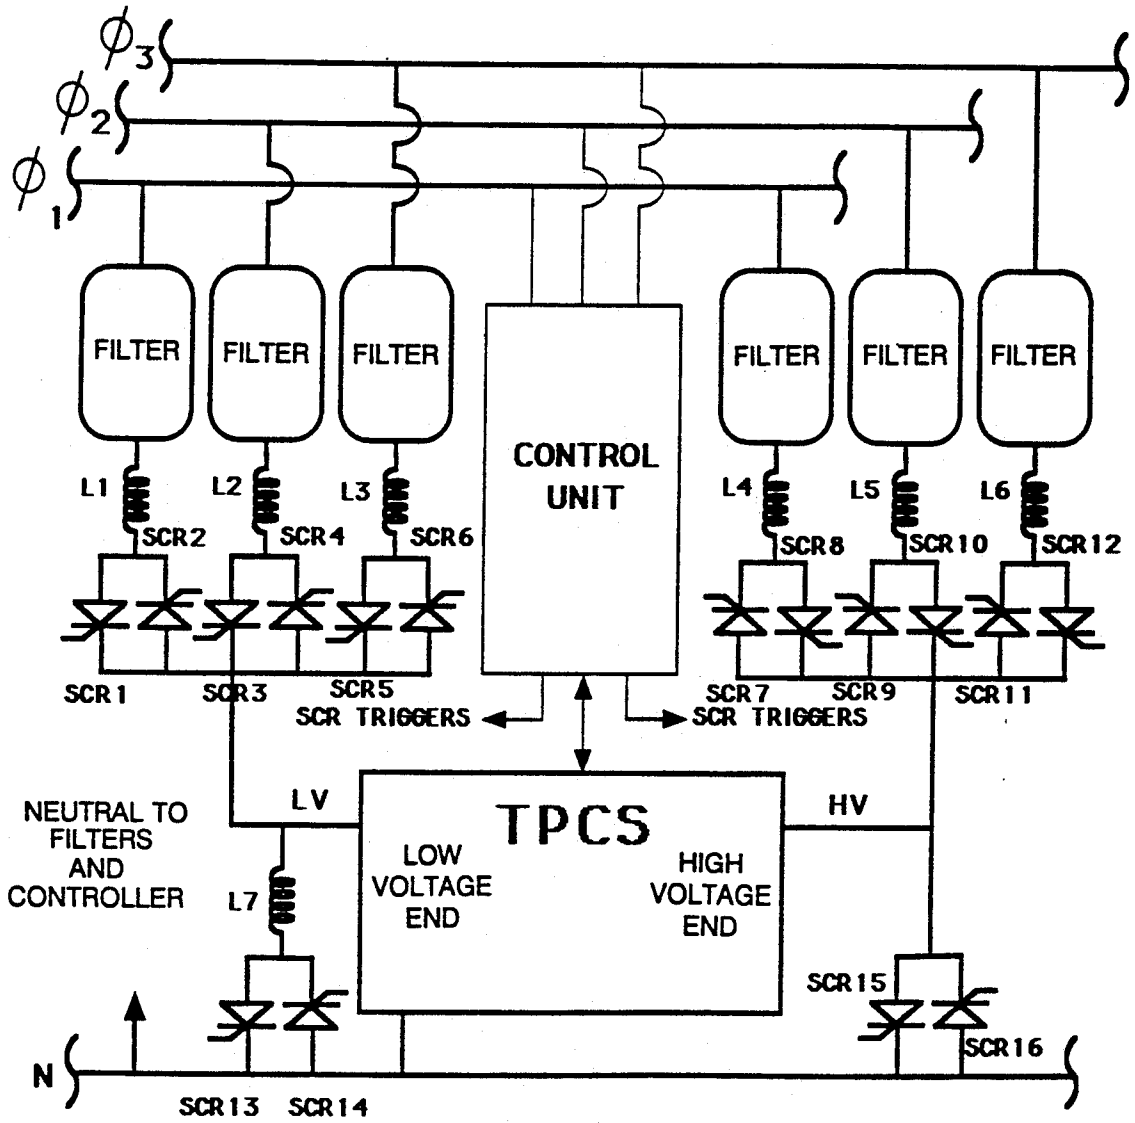 ϕ3
ϕ2
ϕ1
FILTER FILTER FILTER FILTER FILTER FILTER
CONTROL
UNIT
L1 L2 L3 L4 L5 L6
SCR2 SCR4 SCR6 SCR8 SCR10 SCR12
SCR1 SCR3 SCR5 SCR7 SCR9 SCR11
SCR TRIGGERS SCR TRIGGERS
LV TPCS HV
NEUTRAL TO
FILTERS
AND
CONTROLLER
LOW
VOLTAGE
END
HIGH
VOLTAGE
END
L7
SCR15
SCR16
N
SCR13 SCR14